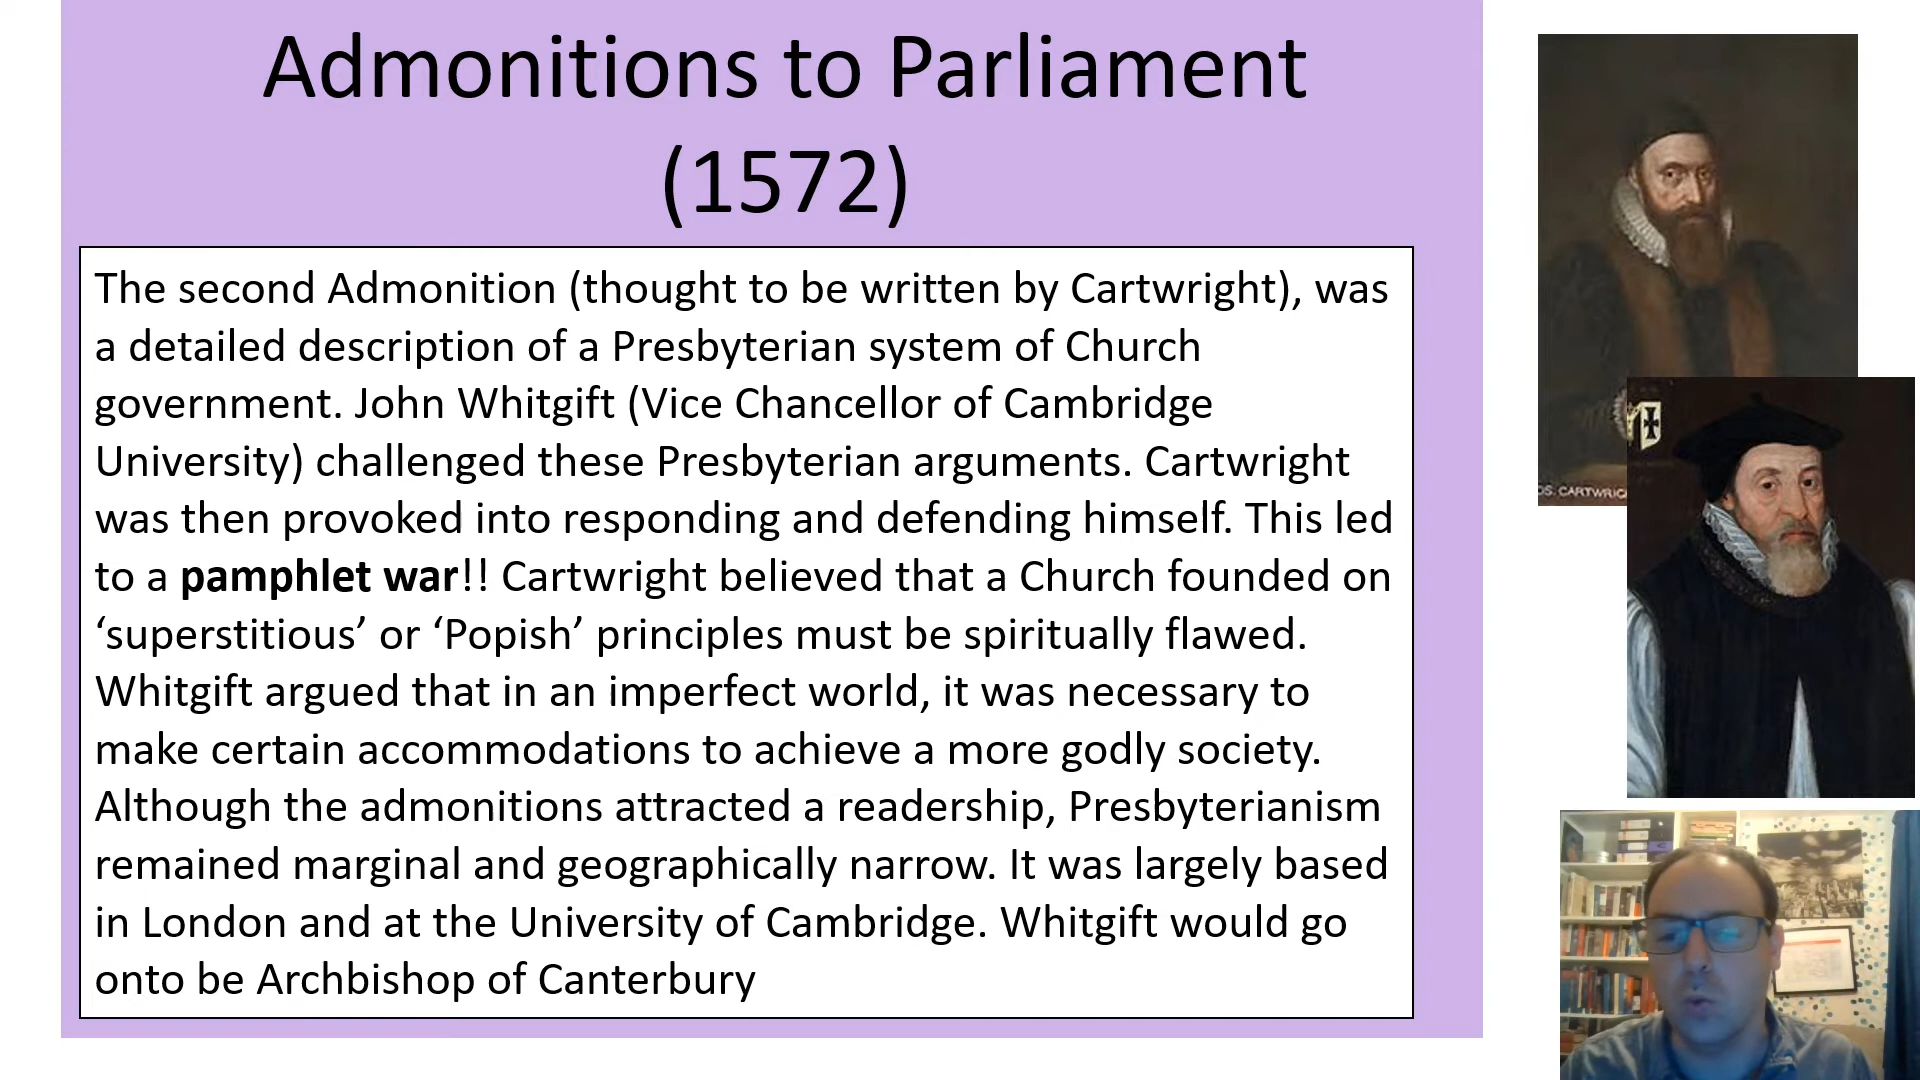 Admonitions to Parliament
(1572)
The second Admonition (thought to be written by Cartwright), was
a detailed description of a Presbyterian system of Church
government. John Whitgift (Vice Chancellor of Cambridge
University) challenged these Presbyterian arguments. Cartwright
was then provoked into responding and defending himself. This led
to a pamphlet war!! Cartwright believed that a Church founded on
‘superstitious’ or ‘Popish’ principles must be spiritually flawed.
Whitgift argued that in an imperfect world, it was necessary to
make certain accommodations to achieve a more godly society.
Although the admonitions attracted a readership, Presbyterianism
remained marginal and geographically narrow. It was largely based
in London and at the University of Cambridge. Whitgift would go
onto be Archbishop of Canterbury
OS. CARTWRIG